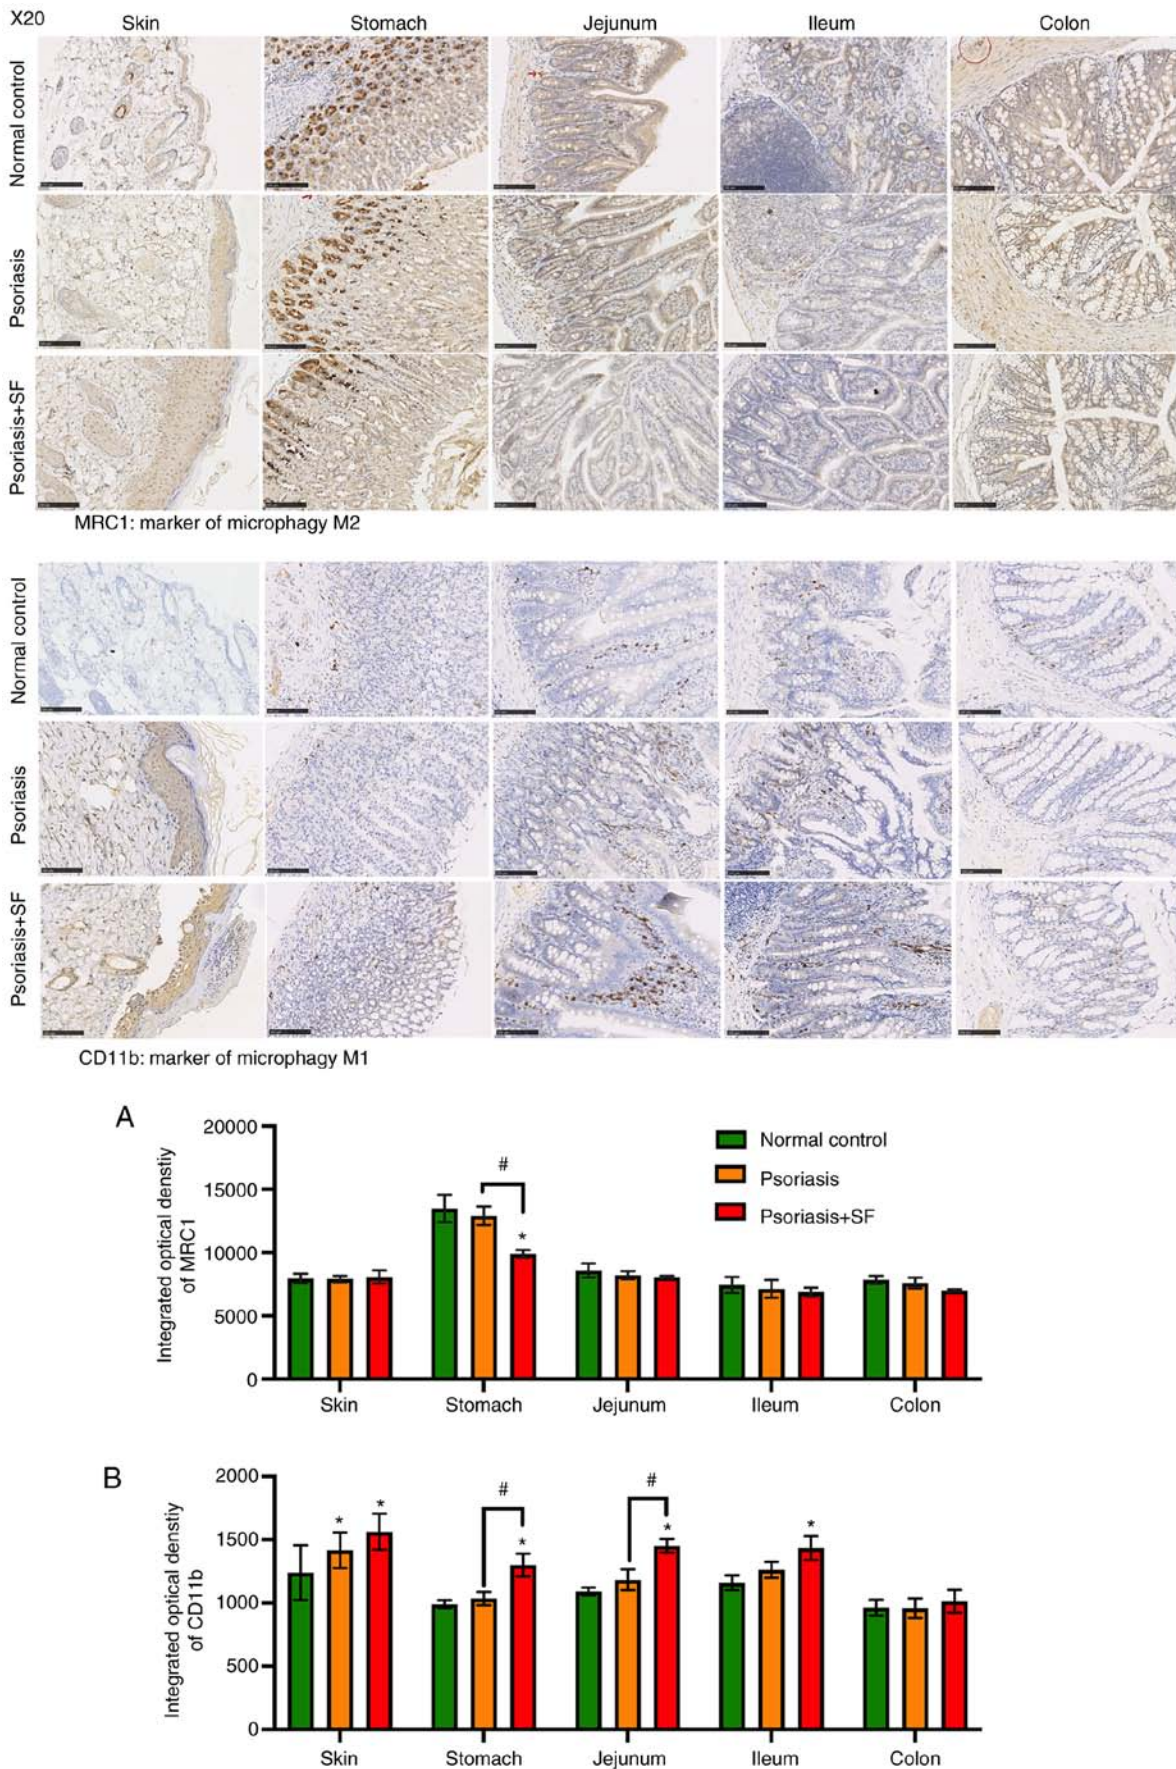 X20
Skin Stomach Jejunum Ileum Colon
Normal control
Psoriasis
Psoriasis+SF
MRC1: marker of microphagy M2
Normal control
Psoriasis
Psoriasis+SF
CD11b: marker of microphagy M1
A
Integrated optical denstiy
of MRC1
20000
15000
10000
5000
0
#
*
Normal control
Psoriasis
Psoriasis+SF
Skin Stomach Jejunum Ileum Colon
B
Integrated optical denstiy
of CD11b
2000
1500
1000
500
0
# #
* * * * *
Skin Stomach Jejunum Ileum Colon